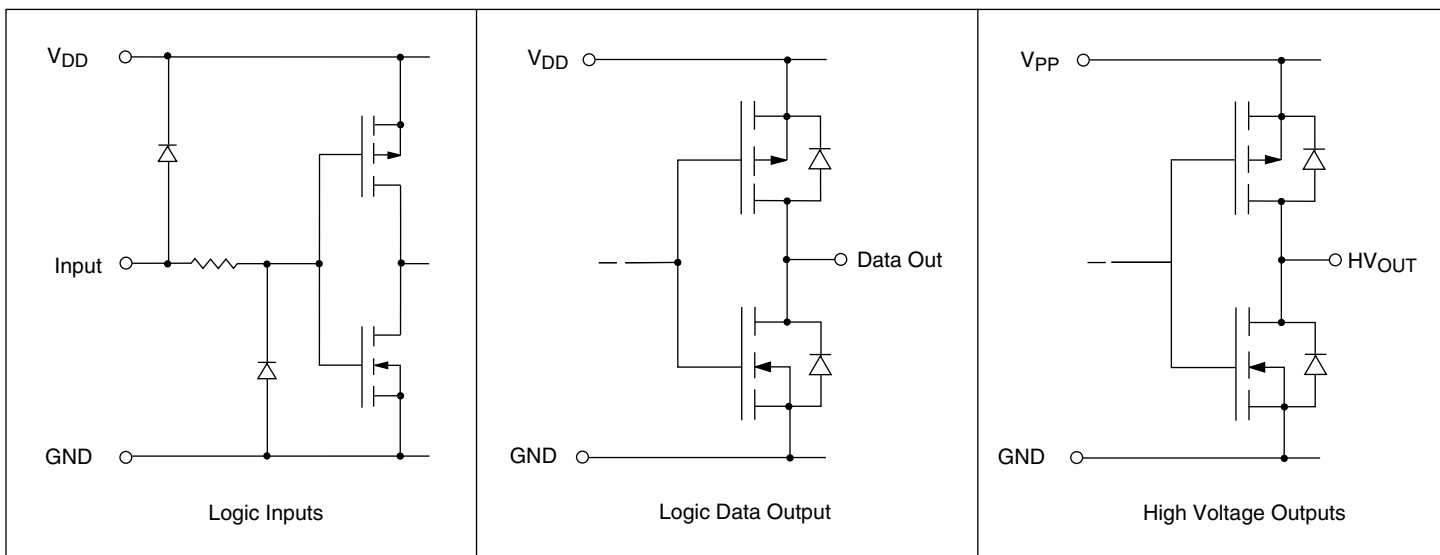 VDD
Input
GND
Logic Inputs
VDD
Data Out
GND
Logic Data Output
VPP
HVOUT
GND
High Voltage Outputs